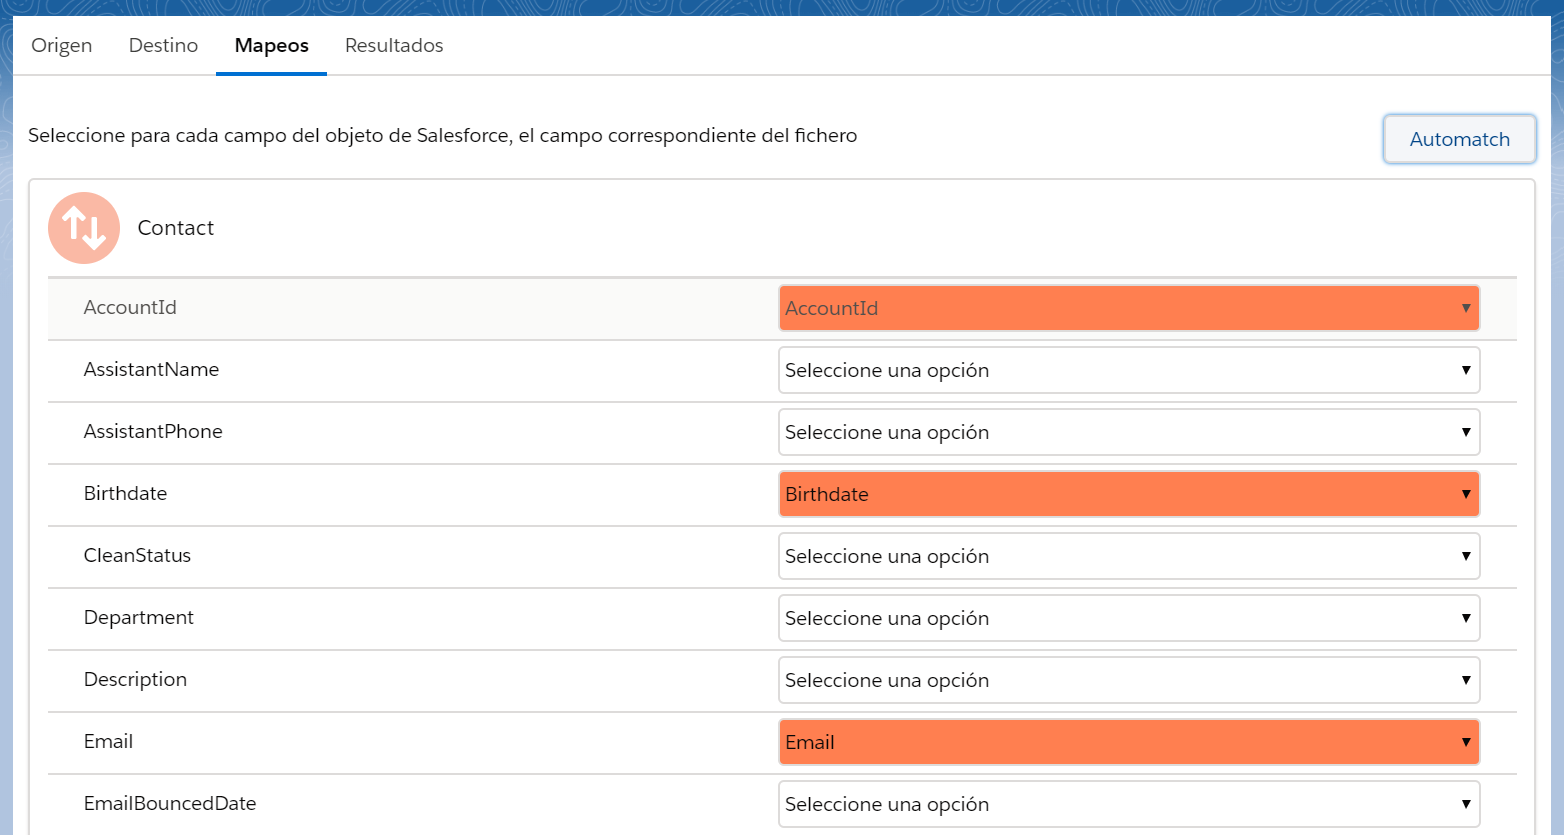 Origen Destino Mapeos Resultados
Seleccione para cada campo del objeto de Salesforce, el campo correspondiente del fichero
Automatch
Contact
AccountId AccountId
AssistantName Seleccione una opción
AssistantPhone Seleccione una opción
Birthdate Birthdate
CleanStatus Seleccione una opción
Department Seleccione una opción
Description Seleccione una opción
Email Email
EmailBouncedDate Seleccione una opción